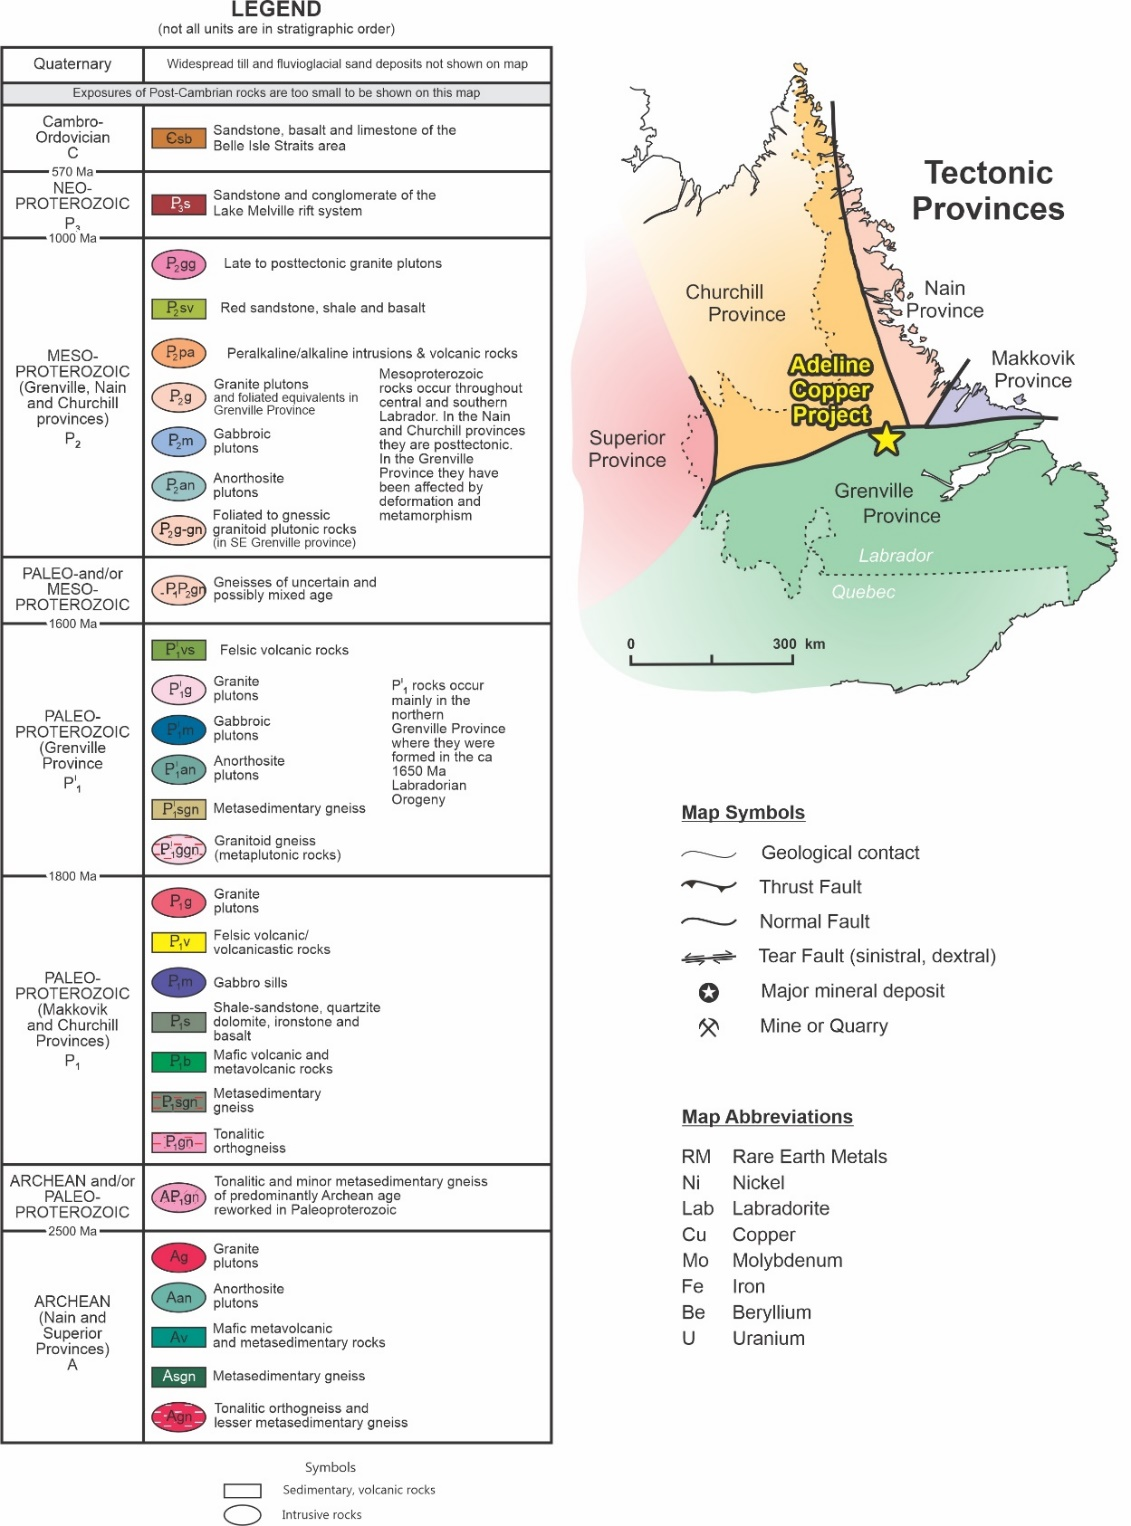 LEGEND
(not all units are in stratigraphic order)
Quaternary
Widespread till and fluvioglacial sand deposits not shown on map
Exposures of Post-Cambrian rocks are too small to be shown on this map
Cambro-
Ordovician
C
Єsb
Sandstone, basalt and limestone of the
Belle Isle Straits area
570 Ma
NEO-
PROTEROZOIC
P₃
P₃s
Sandstone and conglomerate of the
Lake Melville rift system
1000 Ma
MESO-
PROTEROZOIC
(Grenville, Nain
and Churchill
provinces)
P₂
P₂gg
Late to posttectonic granite plutons
P₂sv
Red sandstone, shale and basalt
P₂pa
Peralkaline/alkaline intrusions & volcanic rocks
P₂g
Granite plutons
and foliated equivalents in
Grenville Province
P₂m
Gabbroic
plutons
P₂an
Anorthosite
plutons
P₂g-gn
Foliated to gnessic
granitoid plutonic rocks
(in SE Grenville province)
Mesoproterozoic
rocks occur throughout
central and southern
Labrador. In the Nain
and Churchill provinces
they are posttectonic.
In the Grenville
Province they have
been affected by
deformation and
metamorphism
PALEO-and/or
MESO-
PROTEROZOIC
P₁P₂gn
Gneisses of uncertain and
possibly mixed age
1600 Ma
PALEO-
PROTEROZOIC
(Grenville
Province
Pˡ₁
Pˡ₁vs
Felsic volcanic rocks
Pˡ₁g
Granite
plutons
Pˡ₁m
Gabbroic
plutons
Pˡ₁an
Anorthosite
plutons
Pˡ₁sgn
Metasedimentary gneiss
Pˡ₁ggn
Granitoid gneiss
(metaplutonic rocks)
Pˡ₁ rocks occur
mainly in the
northern
Grenville Province
where they were
formed in the ca
1650 Ma
Labradorian
Orogeny
1800 Ma
PALEO-
PROTEROZOIC
(Makkovik
and Churchill
Provinces)
P₁
P₁g
Granite
plutons
P₁v
Felsic volcanic/
volcanicastic rocks
P₁m
Gabbro sills
P₁s
Shale-sandstone, quartzite
dolomite, ironstone and
basalt
P₁b
Mafic volcanic and
metavolcanic rocks
P₁sgn
Metasedimentary
gneiss
P₁gn
Tonalitic
orthogneiss
ARCHEAN and/or
PALEO-
PROTEROZOIC
AP₁gn
Tonalitic and minor metasedimentary gneiss
of predominantly Archean age
reworked in Paleoproterozoic
2500 Ma
ARCHEAN
(Nain and
Superior
Provinces)
A
Ag
Granite
plutons
Aan
Anorthosite
plutons
Av
Mafic metavolcanic
and metasedimentary rocks
Asgn
Metasedimentary gneiss
Agn
Tonalitic orthogneiss and
lesser metasedimentary gneiss
Symbols
Sedimentary, volcanic rocks
Intrusive rocks
Tectonic
Provinces
Churchill
Province
Nain
Province
Makkovik
Province
Adeline
Copper
Project
Superior
Province
Grenville
Province
Labrador
Quebec
0
300 km
Map Symbols
Geological contact
Thrust Fault
Normal Fault
Tear Fault (sinistral, dextral)
Major mineral deposit
Mine or Quarry
Map Abbreviations
RM Rare Earth Metals
Ni Nickel
Lab Labradorite
Cu Copper
Mo Molybdenum
Fe Iron
Be Beryllium
U Uranium